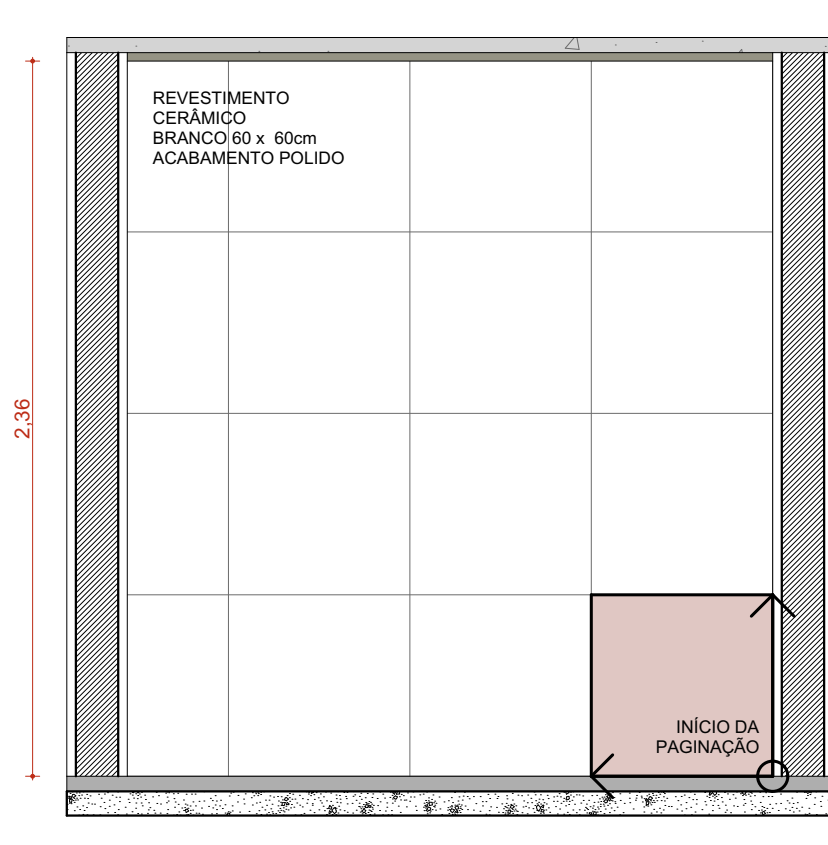 REVESTIMENTO
CERÂMICO
BRANCO 60 x 60cm
ACABAMENTO POLIDO
2,36
INÍCIO DA
PAGINAÇÃO